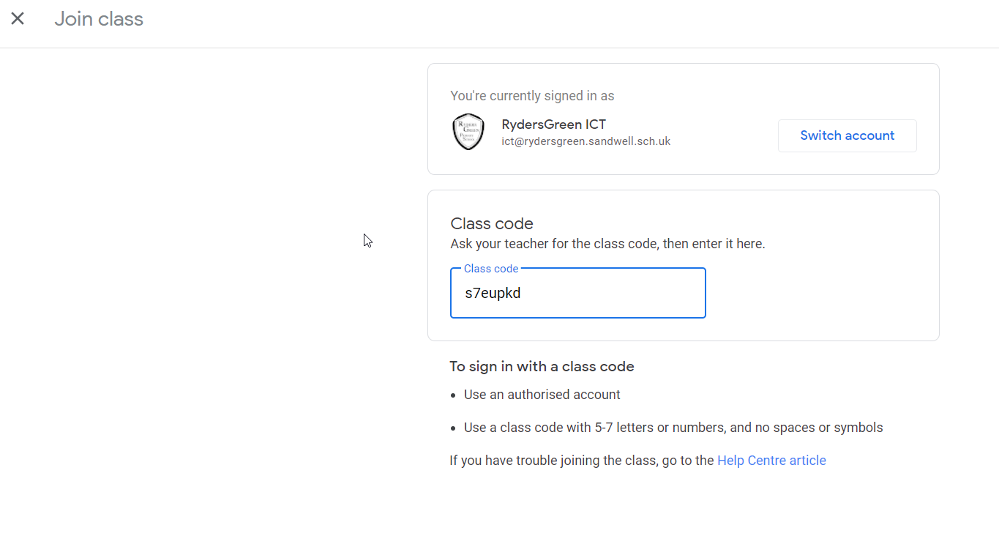 Join class
You're currently signed in as
RYDERS
GREEN
PRIMARY
SCHOOL
RydersGreen ICT
ict@rydersgreen.sandwell.sch.uk
Switch account
Class code
Ask your teacher for the class code, then enter it here.
Class code
s7eupkd
To sign in with a class code
• Use an authorised account
• Use a class code with 5-7 letters or numbers, and no spaces or symbols
If you have trouble joining the class, go to the Help Centre article